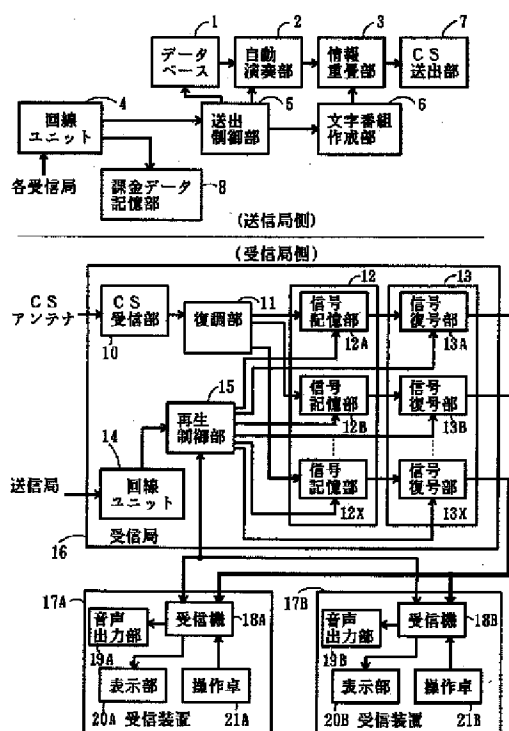 1
2
3
7
データ
ベース
自動
演奏部
情報
重畳部
CS
送出部
4
5
6
回線
ユニット
送出
制御部
文字番組
作成部
各受信局
課金データ
記憶部
8
(送信局側)
(受信局側)
12
13
CS
アンテナ
CS
受信部
10
11
復調部
信号
記憶部
12A
信号
復号部
13A
15
再生
制御部
信号
記憶部
12B
信号
復号部
13B
14
送信局
回線
ユニット
信号
記憶部
12X
信号
復号部
13X
16
受信局
17A
音声
出力部
19A
受信機
18A
表示部
20A
操作卓
21A
受信装置
17B
音声
出力部
19B
受信機
18B
表示部
20B
操作卓
21B
受信装置